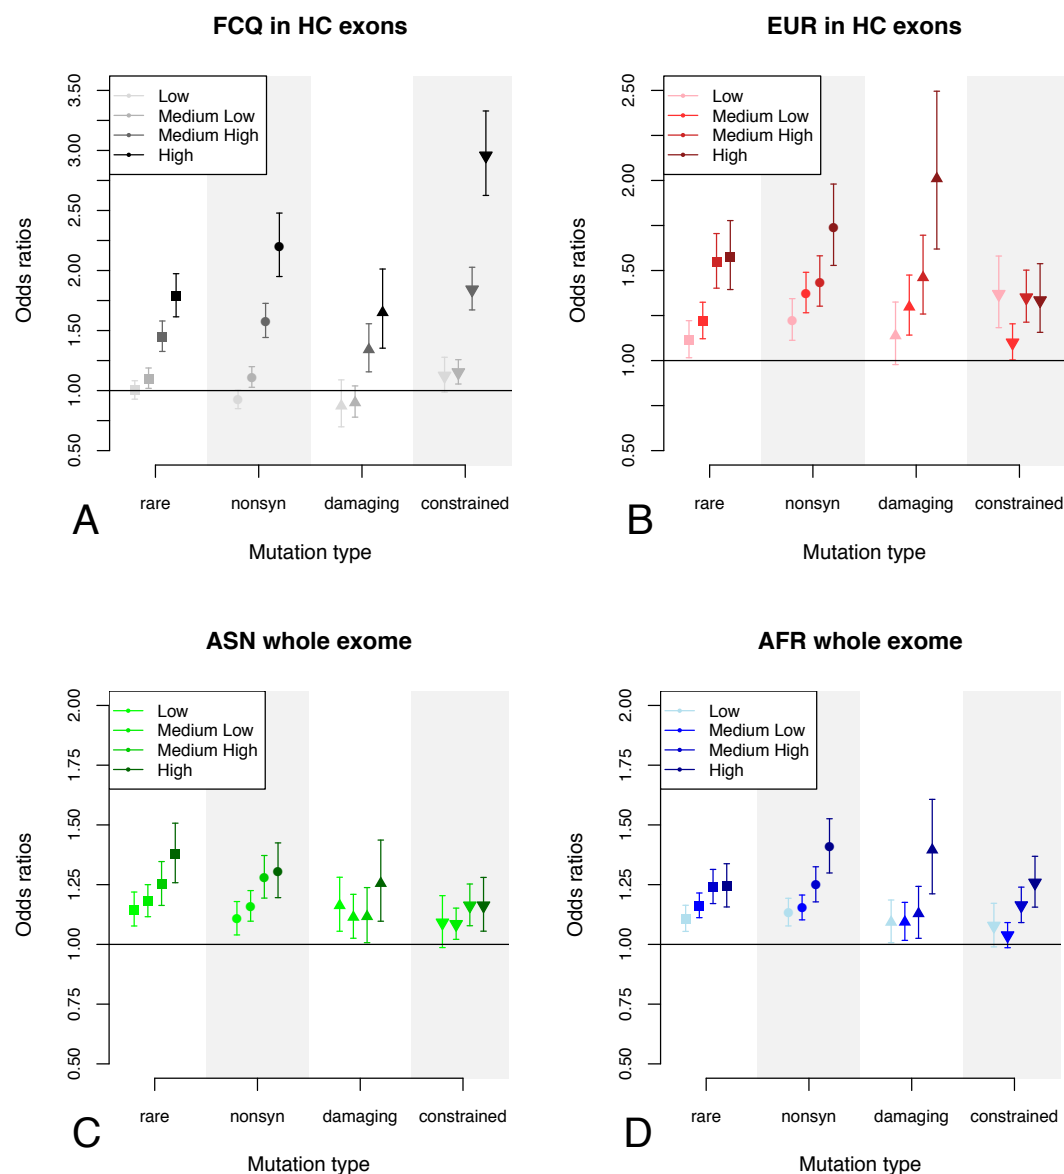 FCQ in HC exons
Odds ratios
3.50
3.00
2.50
2.00
1.50
1.00
0.50
Low
Medium Low
Medium High
High
rare nonsyn damaging constrained
A
Mutation type
EUR in HC exons
Odds ratios
2.50
2.00
1.50
1.00
0.50
Low
Medium Low
Medium High
High
rare nonsyn damaging constrained
B
Mutation type
ASN whole exome
Odds ratios
2.00
1.75
1.50
1.25
1.00
0.75
0.50
Low
Medium Low
Medium High
High
rare nonsyn damaging constrained
C
Mutation type
AFR whole exome
Odds ratios
2.00
1.75
1.50
1.25
1.00
0.75
0.50
Low
Medium Low
Medium High
High
rare nonsyn damaging constrained
D
Mutation type